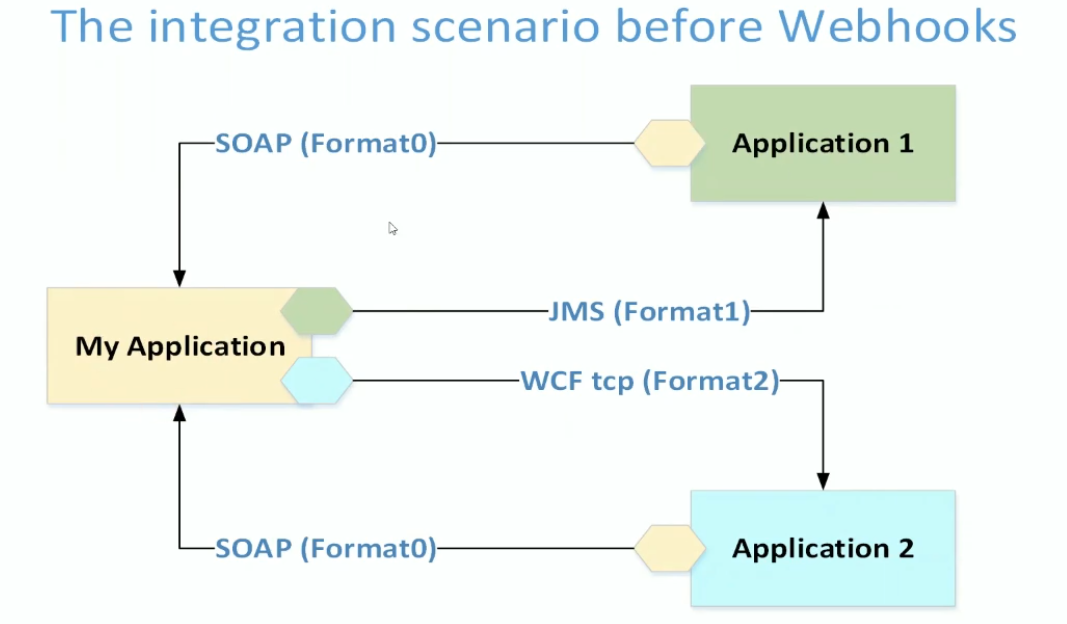 The integration scenario before Webhooks
SOAP (Format0)
Application 1
JMS (Format1)
My Application
WCF tcp (Format2)
SOAP (Format0)
Application 2